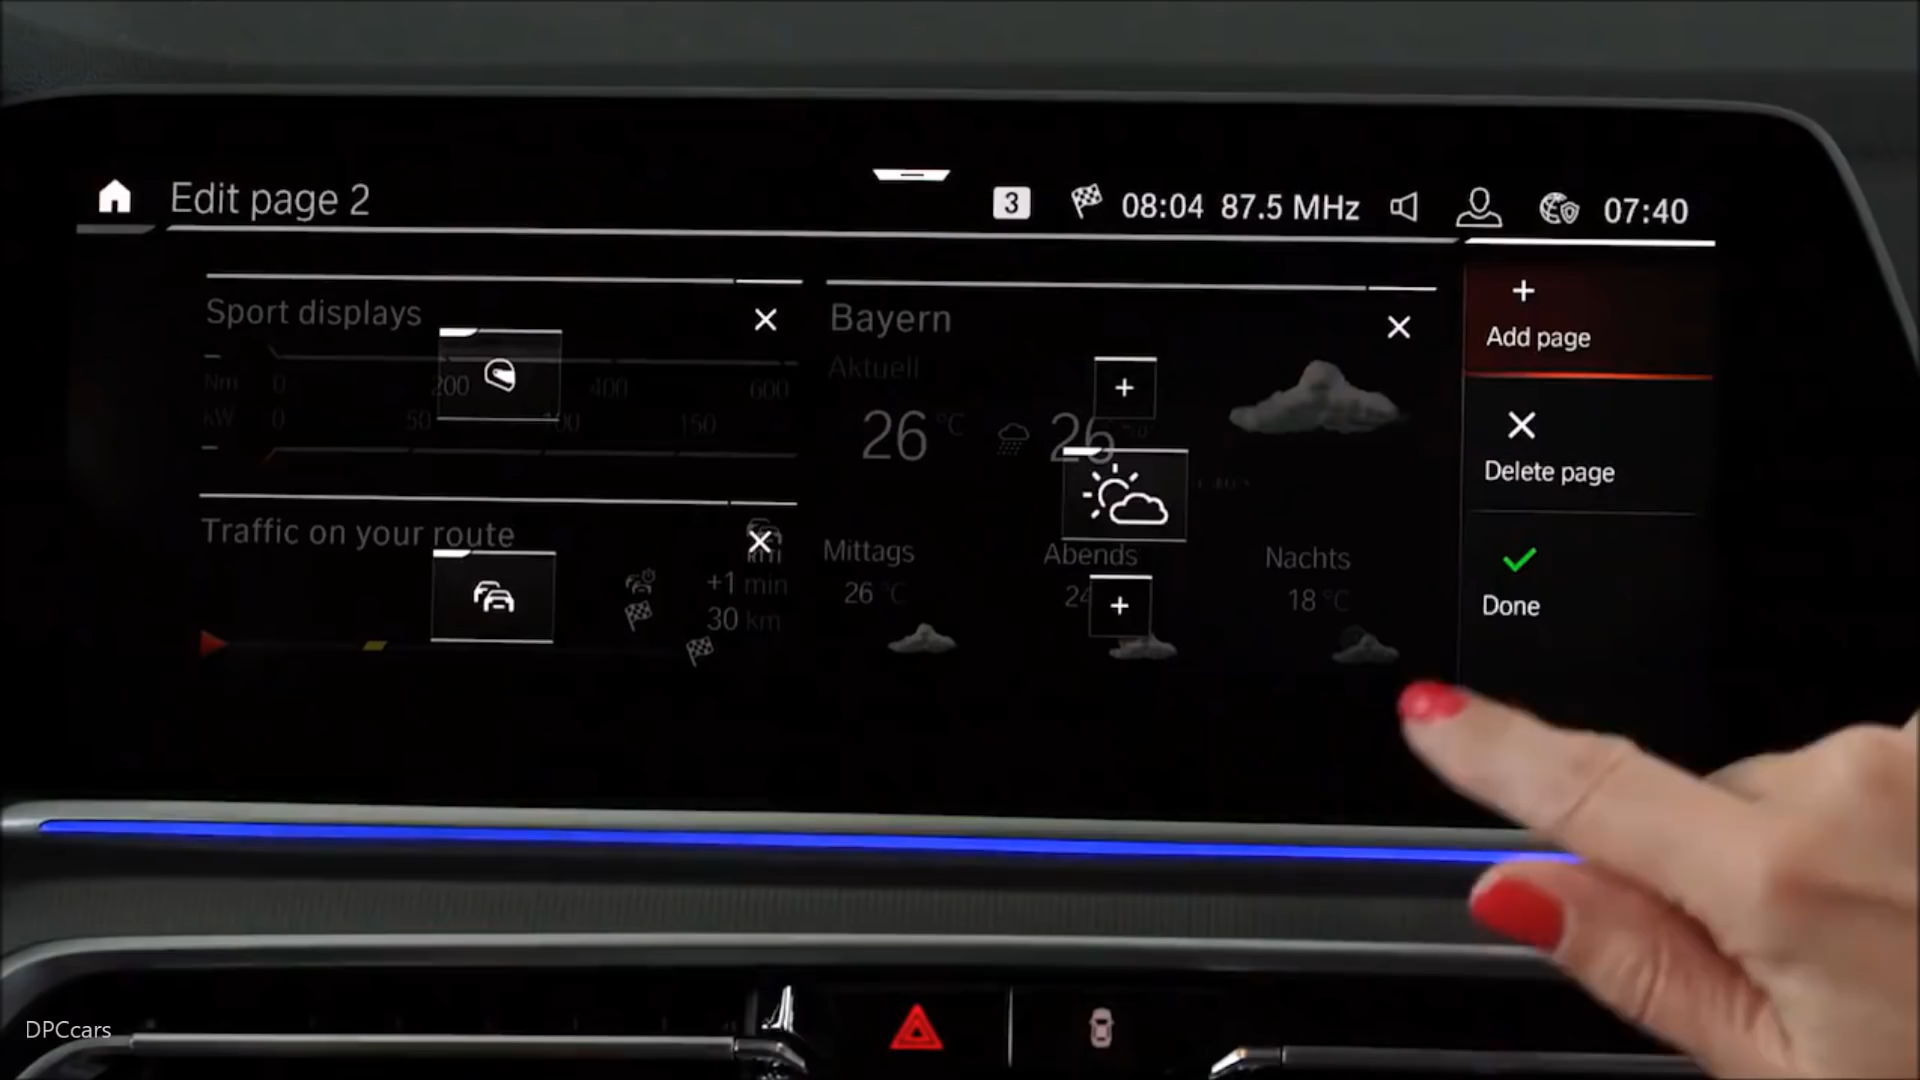 Edit page 2
3 08:04 87.5 MHz 07:40
Sport displays
Nm 0 200 400 600
kW 0 50 100 150
Traffic on your route
RTTI
+1 min
30 km
Bayern
Aktuell
26 °C 26
Mittags Abends Nachts
26 °C 24 18 °C
+
Add page
Delete page
Done
DPCcars